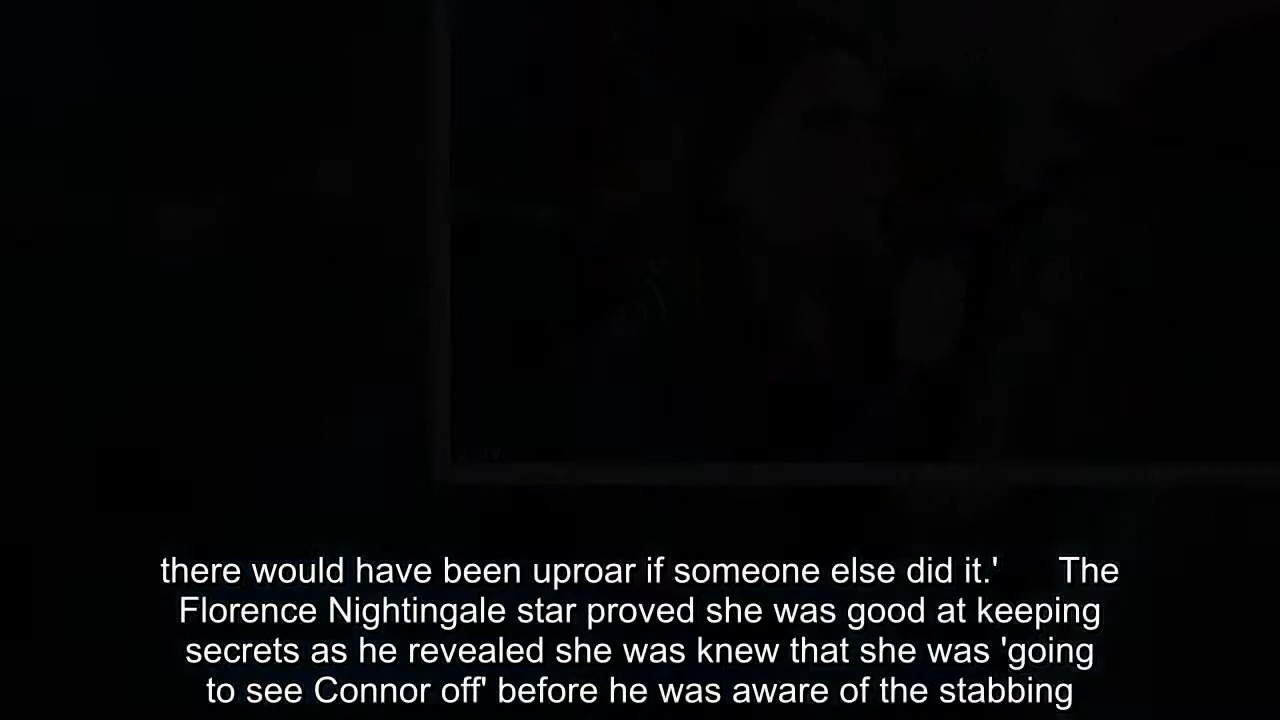 there would have been uproar if someone else did it.' The
Florence Nightingale star proved she was good at keeping
secrets as he revealed she was knew that she was 'going
to see Connor off' before he was aware of the stabbing